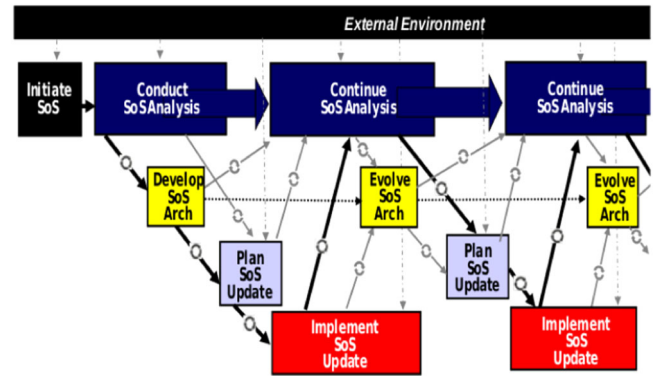 External Environment
Initiate
SoS
Conduct
SoS Analysis
Continue
SoS Analysis
Continue
SoS Analysis
Develop
SoS
Arch
Evolve
SoS
Arch
Evolve
SoS
Arch
Plan
SoS
Update
Plan
SoS
Update
Implement
SoS
Update
Implement
SoS
Update